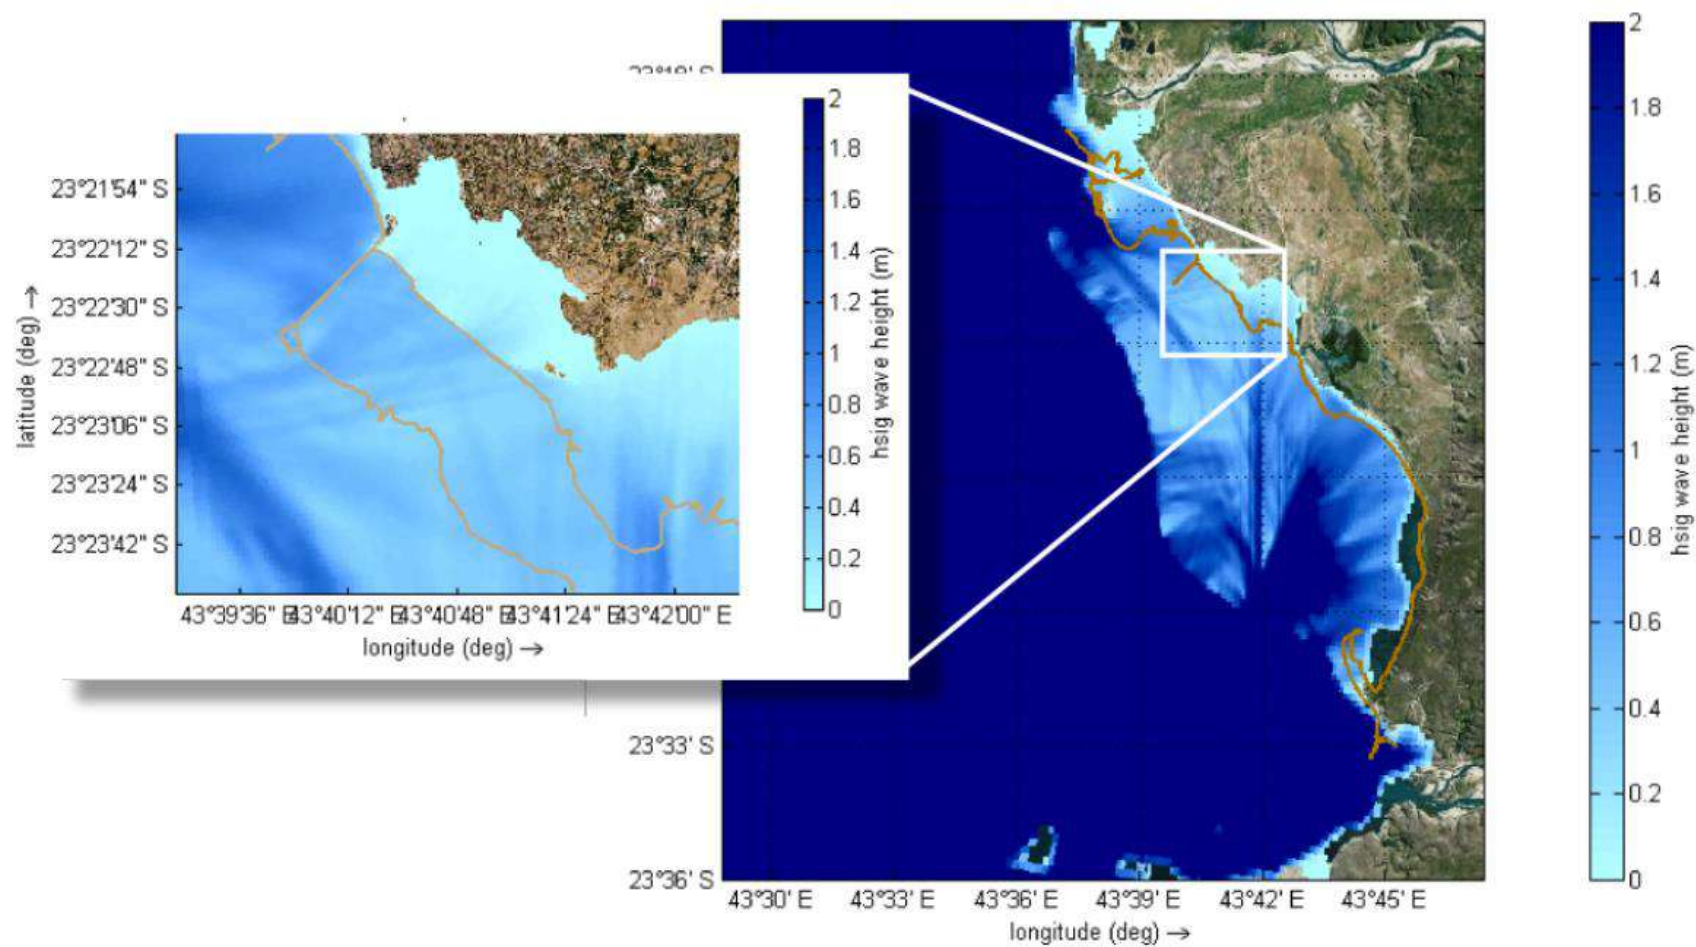 2
1.8
1.6
1.4
1.2
1
0.8
0.6
0.4
0.2
0
hsig wave height (m)
23°21'54" S
23°22'12" S
23°22'30" S
23°22'48" S
23°23'06" S
23°23'24" S
23°23'42" S
latitude (deg) →
43°39'36" E
43°40'12" E
43°40'48" E
43°41'24" E
43°42'00" E
longitude (deg) →
23°33' S
23°36' S
43°30' E
43°33' E
43°36' E
43°39' E
43°42' E
43°45' E
longitude (deg) →
2
1.8
1.6
1.4
1.2
1
0.8
0.6
0.4
0.2
0
hsig wave height (m)